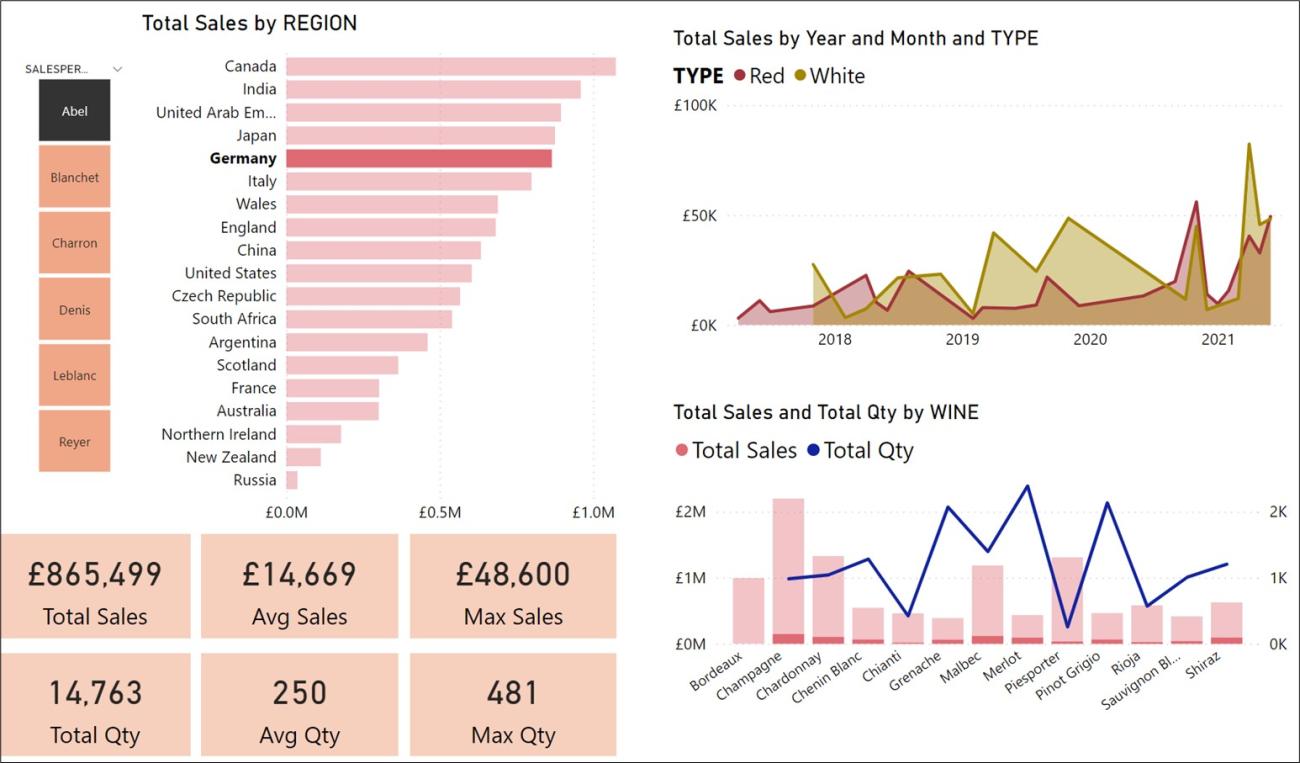 Total Sales by REGION
SALESPER...
Abel
Blanchet
Charron
Denis
Leblanc
Reyer
Canada
India
United Arab Em...
Japan
Germany
Italy
Wales
England
China
United States
Czech Republic
South Africa
Argentina
Scotland
France
Australia
Northern Ireland
New Zealand
Russia
£0.0M £0.5M £1.0M
£865,499
Total Sales
£14,669
Avg Sales
£48,600
Max Sales
14,763
Total Qty
250
Avg Qty
481
Max Qty
Total Sales by Year and Month and TYPE
TYPE Red White
£100K
£50K
£0K
2018 2019 2020 2021
Total Sales and Total Qty by WINE
Total Sales Total Qty
£2M 2K
£1M 1K
£0M 0K
Bordeaux
Champagne
Chardonnay
Chenin Blanc
Chianti
Grenache
Malbec
Merlot
Piesporter
Pinot Grigio
Rioja
Sauvignon Bl...
Shiraz